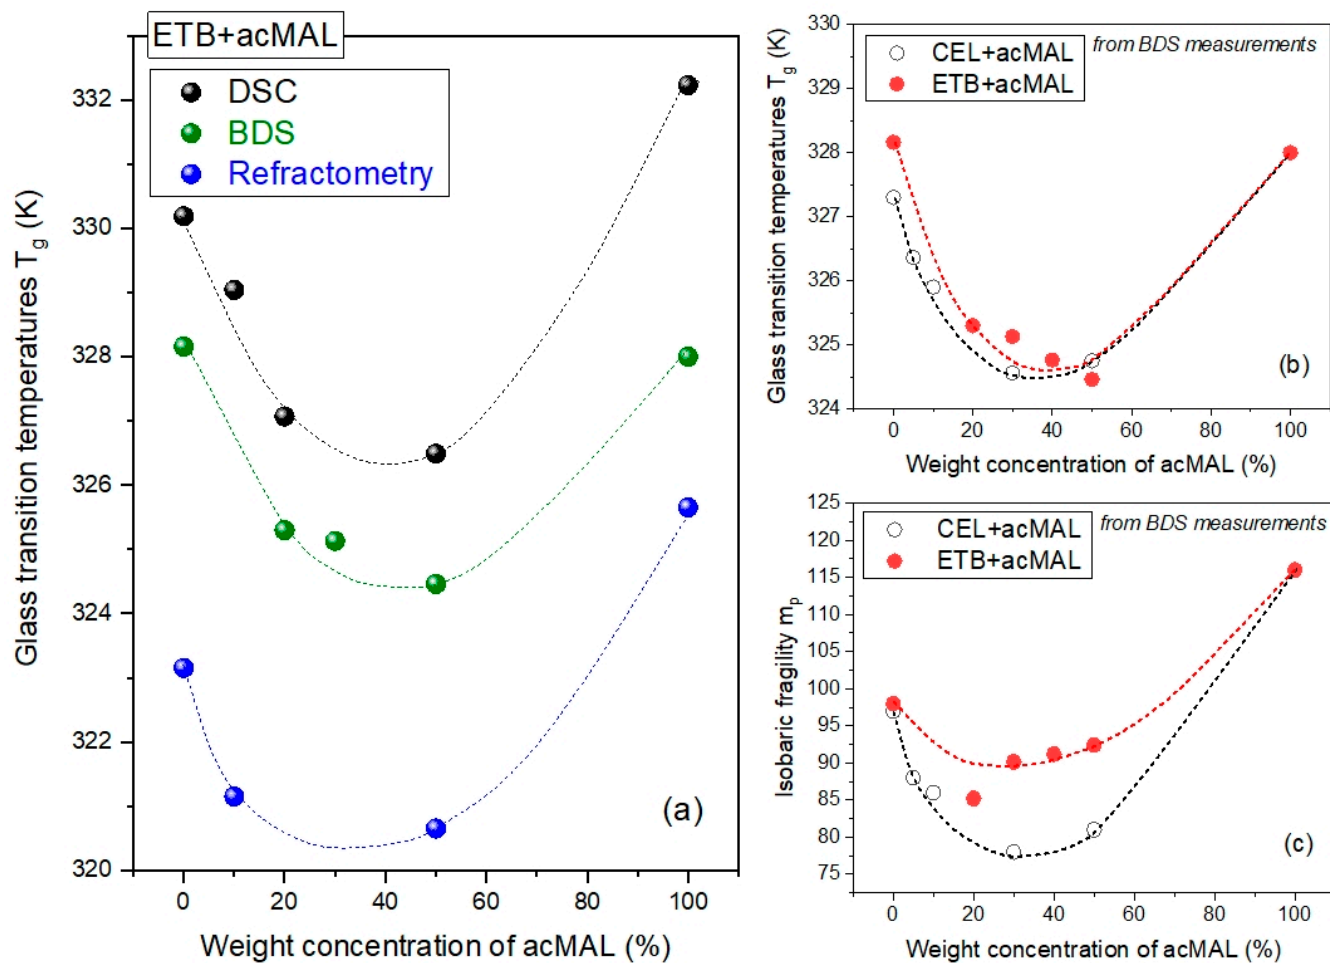 ETB+acMAL
DSC
BDS
Refractometry
Glass transition temperatures T_g (K)
332
330
328
326
324
322
320
0 20 40 60 80 100
Weight concentration of acMAL (%)
(a)
CEL+acMAL
ETB+acMAL
from BDS measurements
Glass transition temperatures T_g (K)
330
329
328
327
326
325
324
0 20 40 60 80 100
Weight concentration of acMAL (%)
(b)
CEL+acMAL
ETB+acMAL
from BDS measurements
Isobaric fragility m_p
125
120
115
110
105
100
95
90
85
80
75
0 20 40 60 80 100
Weight concentration of acMAL (%)
(c)